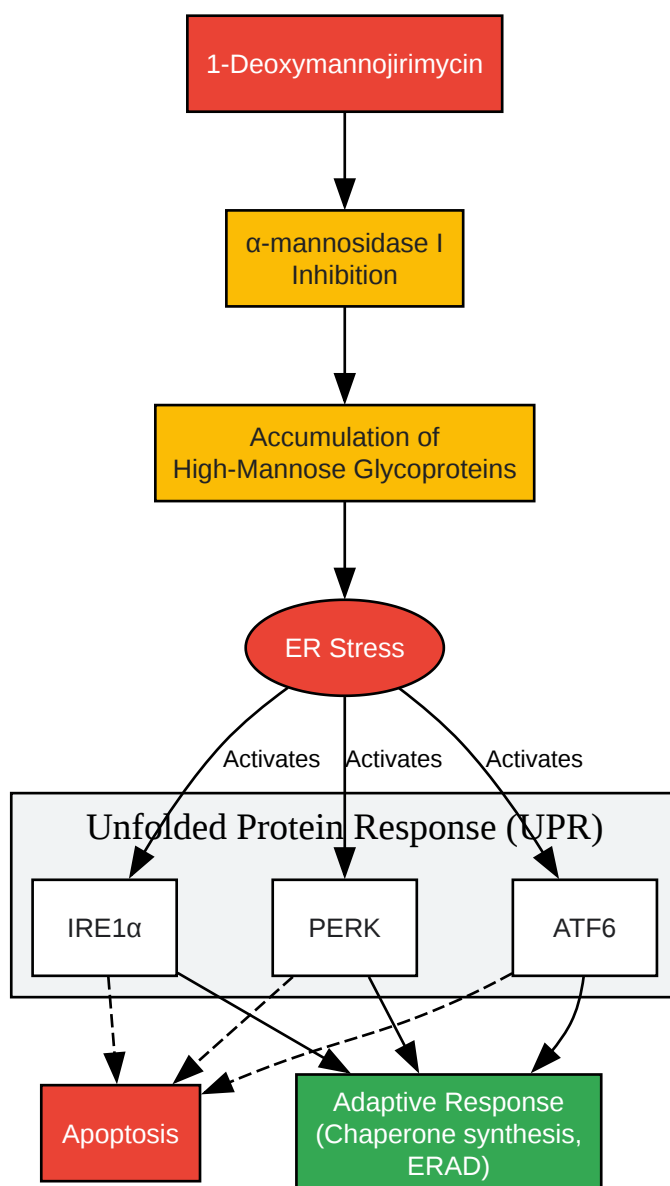 1-Deoxymannojirimycin
α-mannosidase I
Inhibition
Accumulation of
High-Mannose Glycoproteins
ER Stress
Activates
Activates
Activates
Unfolded Protein Response (UPR)
IRE1α
PERK
ATF6
Apoptosis
Adaptive Response
(Chaperone synthesis,
ERAD)